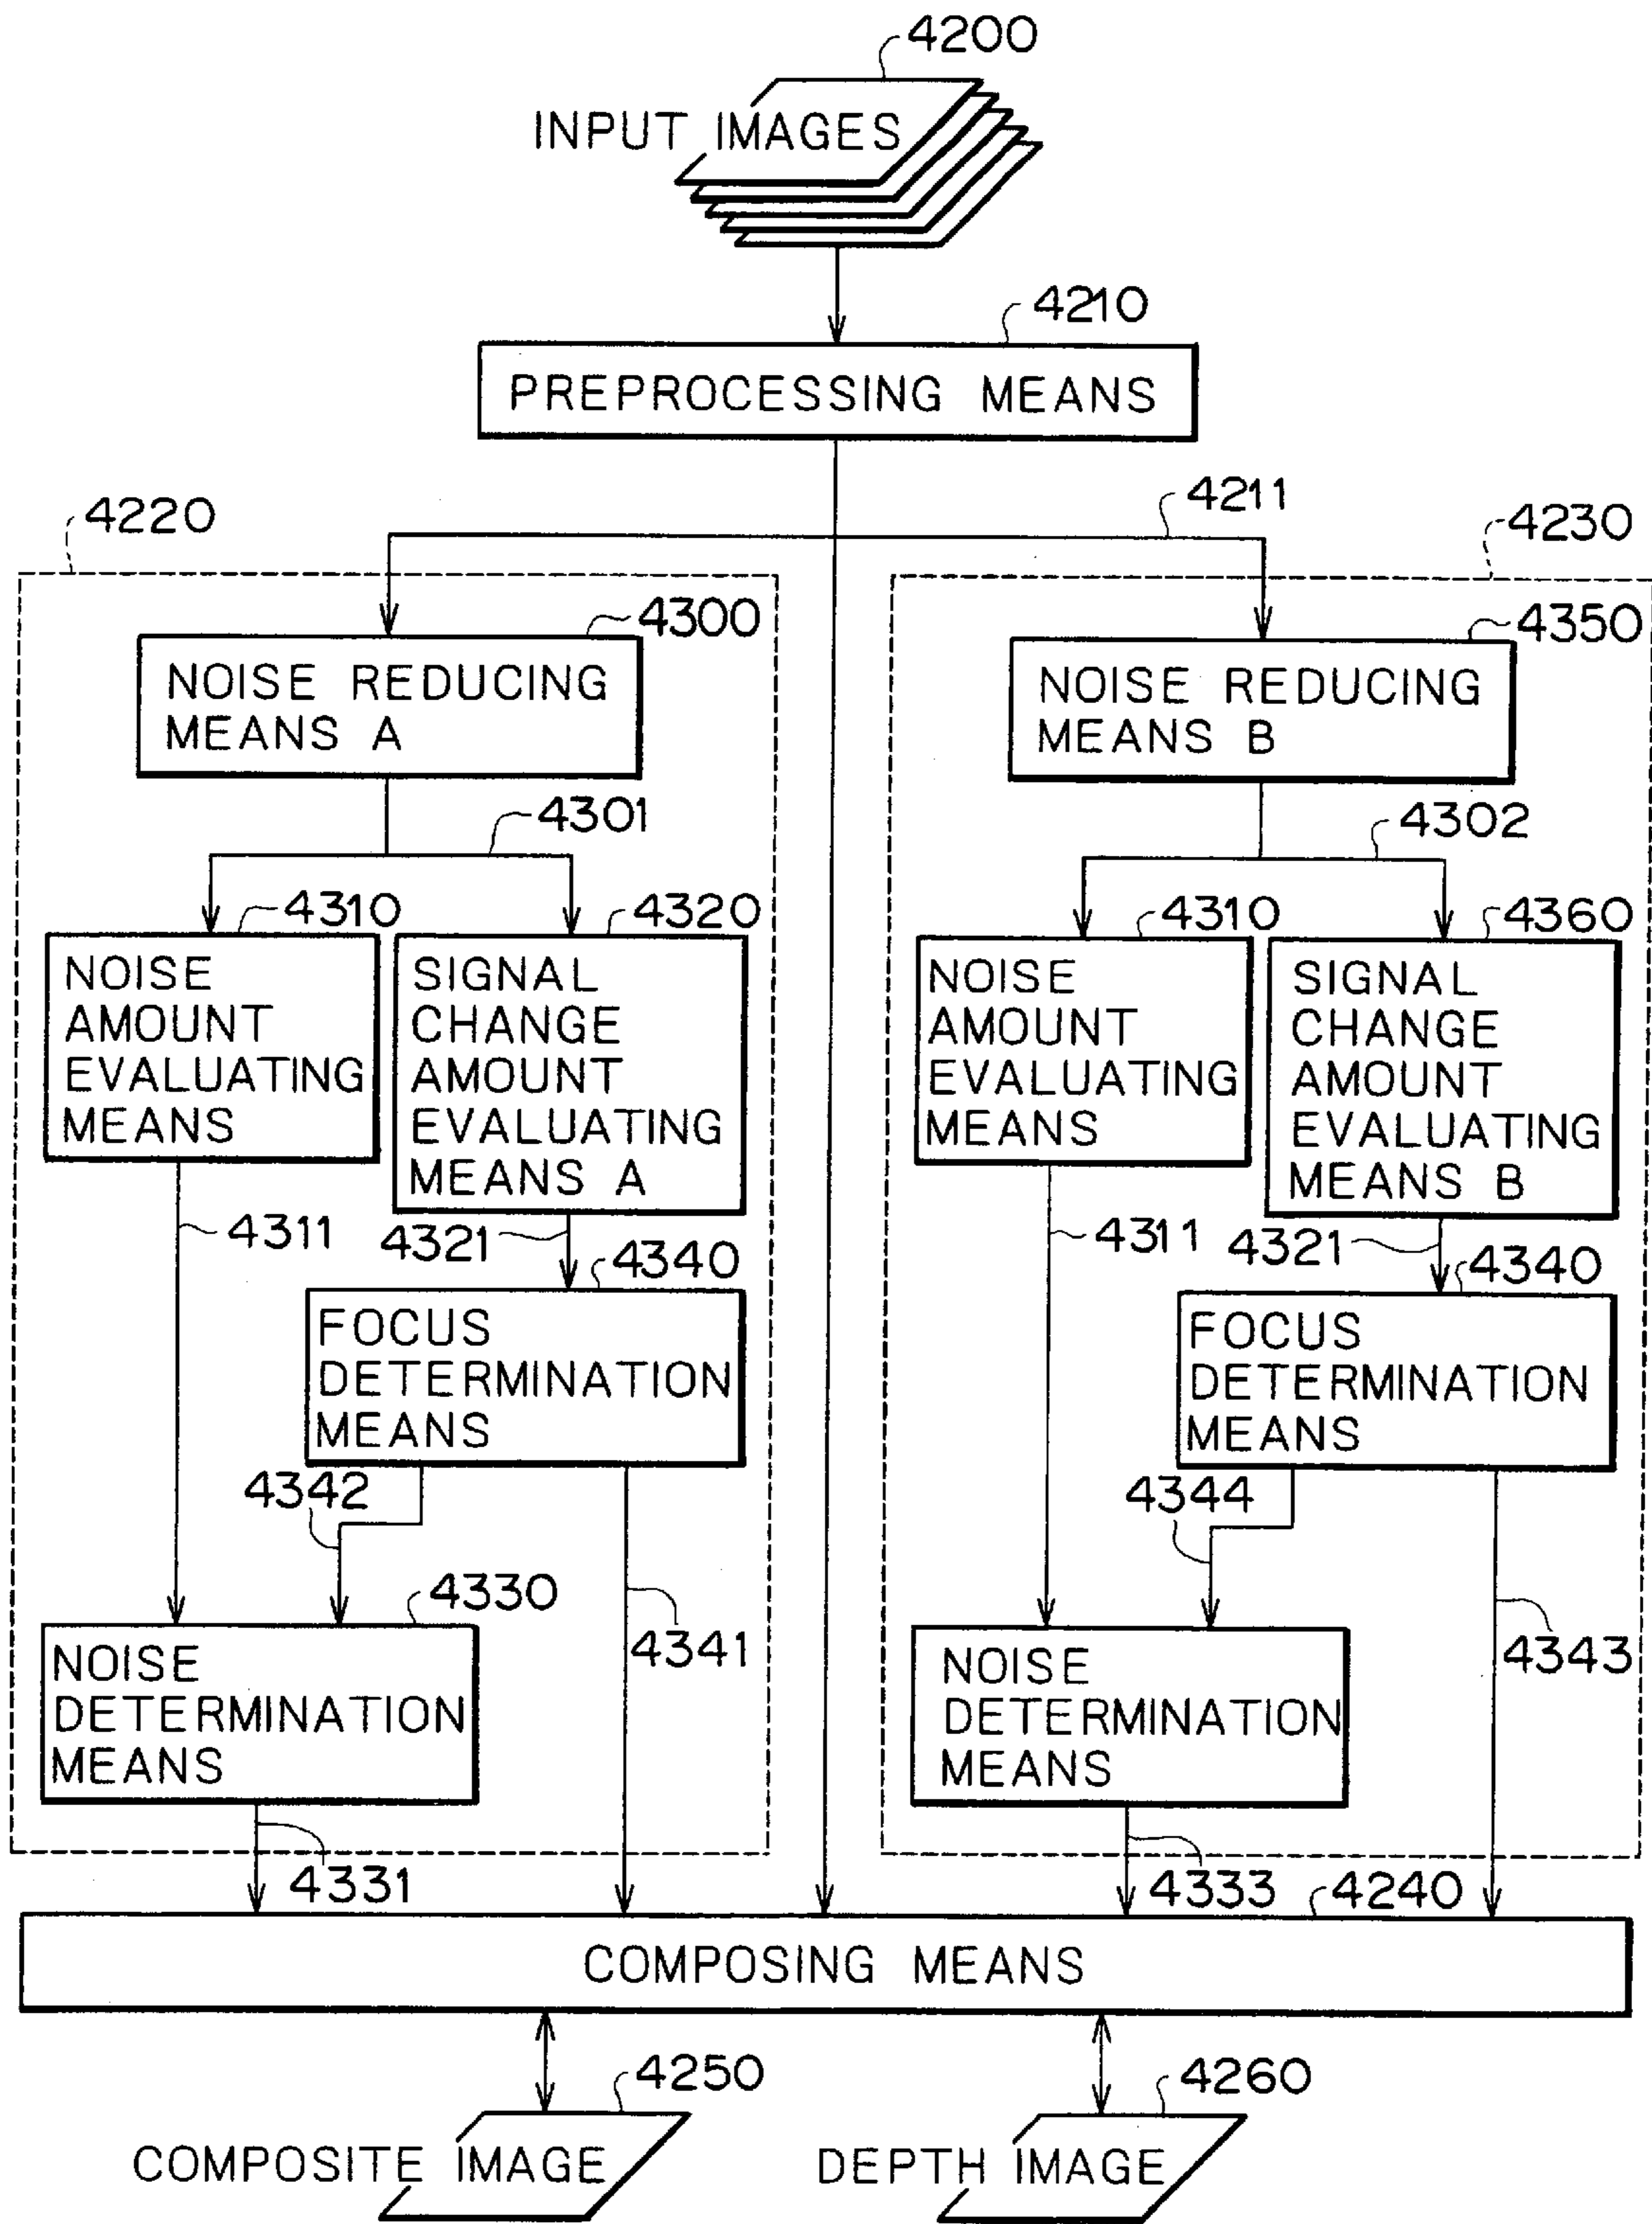 4200
INPUT IMAGES
4210
PREPROCESSING MEANS
4211
4220
4230
4300
NOISE REDUCING
MEANS A
4350
NOISE REDUCING
MEANS B
4301
4302
4310
NOISE
AMOUNT
EVALUATING
MEANS
4320
SIGNAL
CHANGE
AMOUNT
EVALUATING
MEANS A
4310
NOISE
AMOUNT
EVALUATING
MEANS
4360
SIGNAL
CHANGE
AMOUNT
EVALUATING
MEANS B
4311
4321
4340
FOCUS
DETERMINATION
MEANS
4311
4321
4340
FOCUS
DETERMINATION
MEANS
4342
4344
4330
NOISE
DETERMINATION
MEANS
4341
NOISE
DETERMINATION
MEANS
4343
4331
4333
4240
COMPOSING MEANS
4250
COMPOSITE IMAGE
4260
DEPTH IMAGE